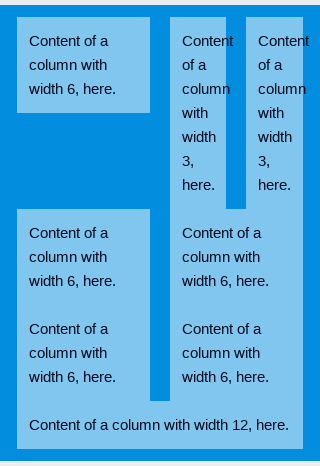 Content of a
column with
width 6, here.
Content
of a
column
with
width
3,
here.
Content
of a
column
with
width
3,
here.
Content of a
column with
width 6, here.
Content of a
column with
width 6, here.
Content of a
column with
width 6, here.
Content of a
column with
width 6, here.
Content of a column with width 12, here.